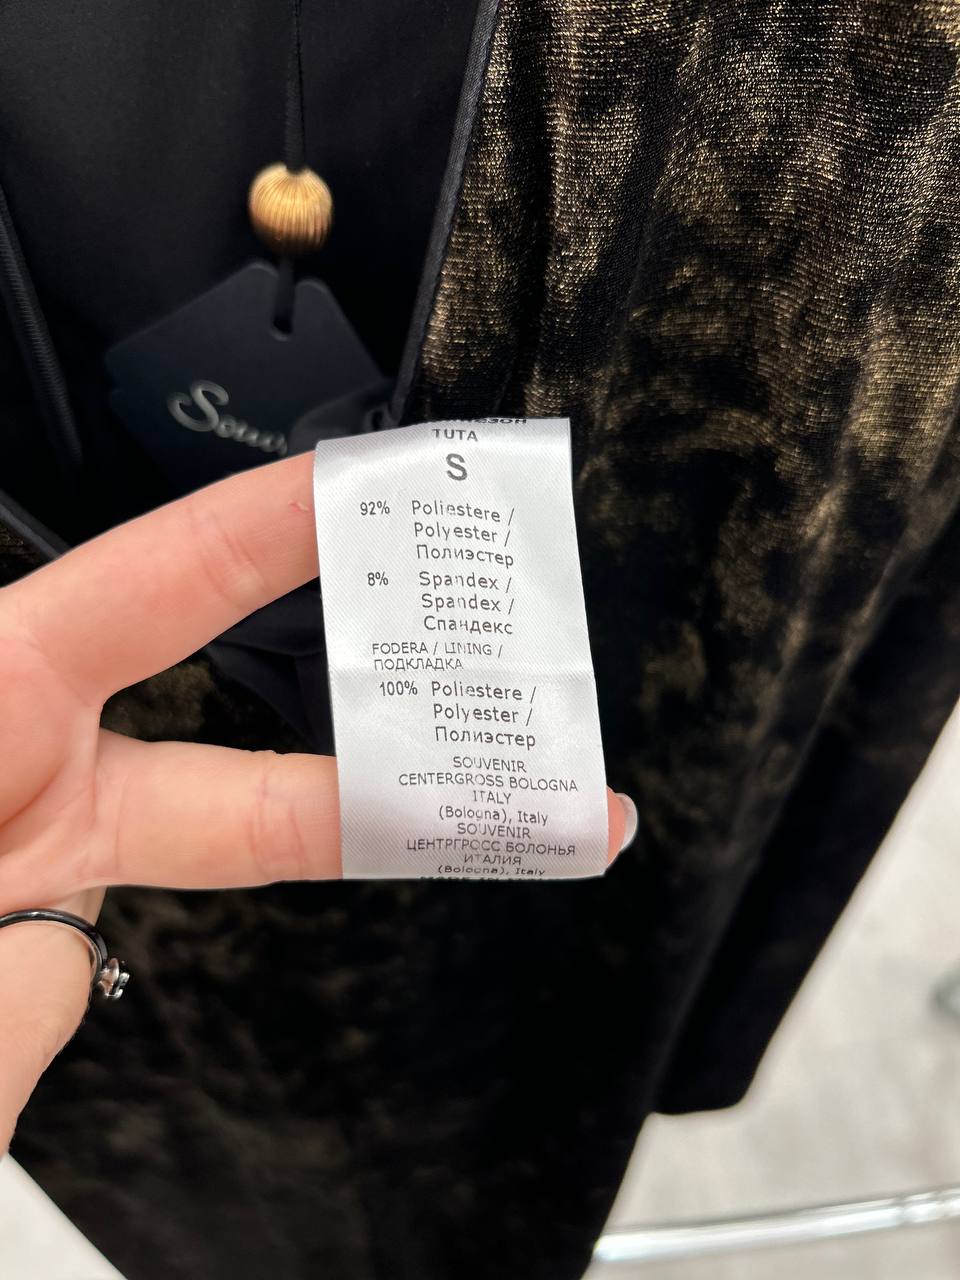 TUTA
S
92% Poliestere /
Polyester /
Полиэстер
8% Spandex /
Spandex /
Спандекс
FODERA / LINING /
ПОДКЛАДКА
100% Poliestere /
Polyester /
Полиэстер
SOUVENIR
CENTERGROSS BOLOGNA
ITALY
(Bologna), Italy
SOUVENIR
ЦЕНТРГРОСС БОЛОНЬЯ
ИТАЛИЯ
(Bologna), Italy